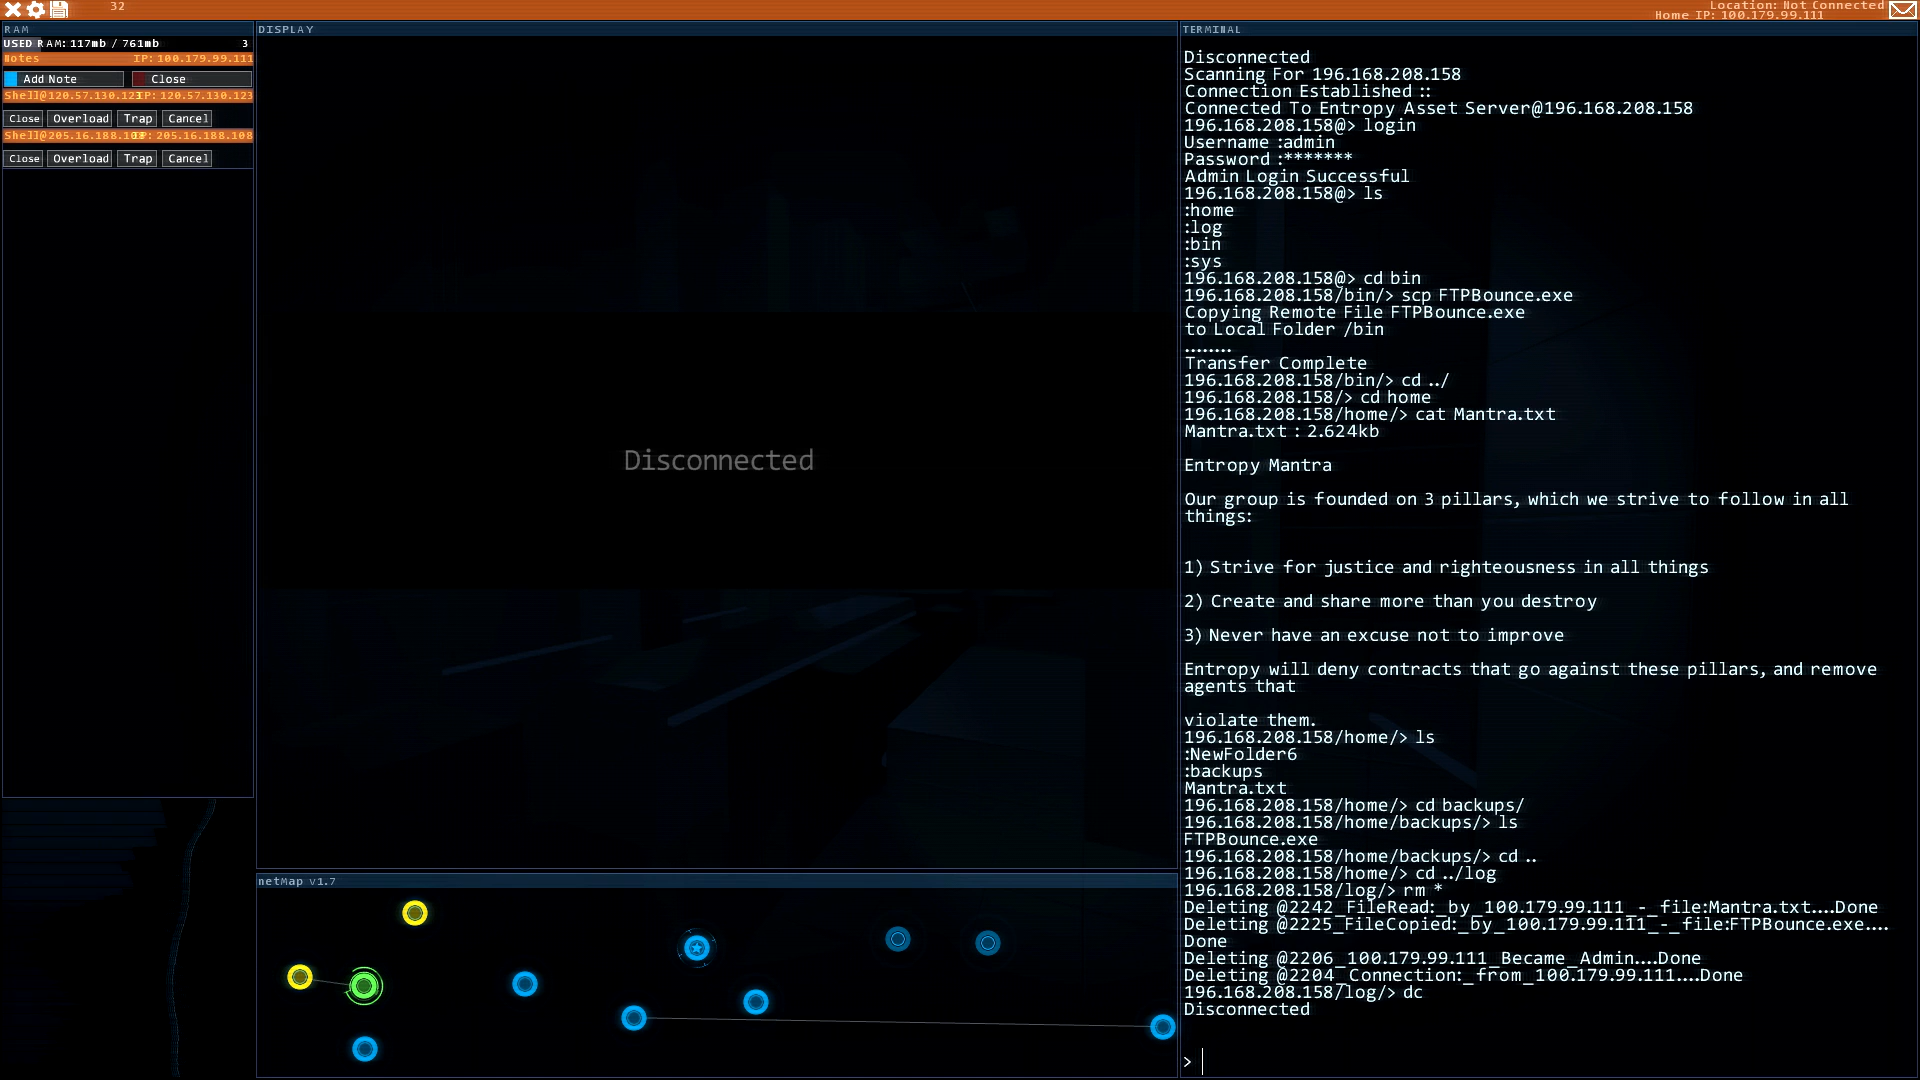 32
Location: Not Connected
Home IP: 100.179.99.111
RAM
USED RAM: 117mb / 761mb 3
Notes IP: 100.179.99.111
Add Note Close
Shell@120.57.130.123 IP: 120.57.130.123
Close Overload Trap Cancel
Shell@205.16.188.108 IP: 205.16.188.108
Close Overload Trap Cancel
DISPLAY
Disconnected
netMap v1.7
TERMINAL
Disconnected
Scanning For 196.168.208.158
Connection Established ::
Connected To Entropy Asset Server@196.168.208.158
196.168.208.158@> login
Username :admin
Password :*******
Admin Login Successful
196.168.208.158@> ls
:home
:log
:bin
:sys
196.168.208.158@> cd bin
196.168.208.158/bin/> scp FTPBounce.exe
Copying Remote File FTPBounce.exe
to Local Folder /bin
........
Transfer Complete
196.168.208.158/bin/> cd ../
196.168.208.158/> cd home
196.168.208.158/home/> cat Mantra.txt
Mantra.txt : 2.624kb
Entropy Mantra
Our group is founded on 3 pillars, which we strive to follow in all
things:
1) Strive for justice and righteousness in all things
2) Create and share more than you destroy
3) Never have an excuse not to improve
Entropy will deny contracts that go against these pillars, and remove
agents that
violate them.
196.168.208.158/home/> ls
:NewFolder6
:backups
Mantra.txt
196.168.208.158/home/> cd backups/
196.168.208.158/home/backups/> ls
FTPBounce.exe
196.168.208.158/home/backups/> cd ..
196.168.208.158/home/> cd ../log
196.168.208.158/log/> rm *
Deleting @2242_FileRead:_by_100.179.99.111_-_file:Mantra.txt....Done
Deleting @2225_FileCopied:_by_100.179.99.111_-_file:FTPBounce.exe....
Done
Deleting @2206_100.179.99.111_Became_Admin....Done
Deleting @2204_Connection:_from_100.179.99.111....Done
196.168.208.158/log/> dc
Disconnected
>